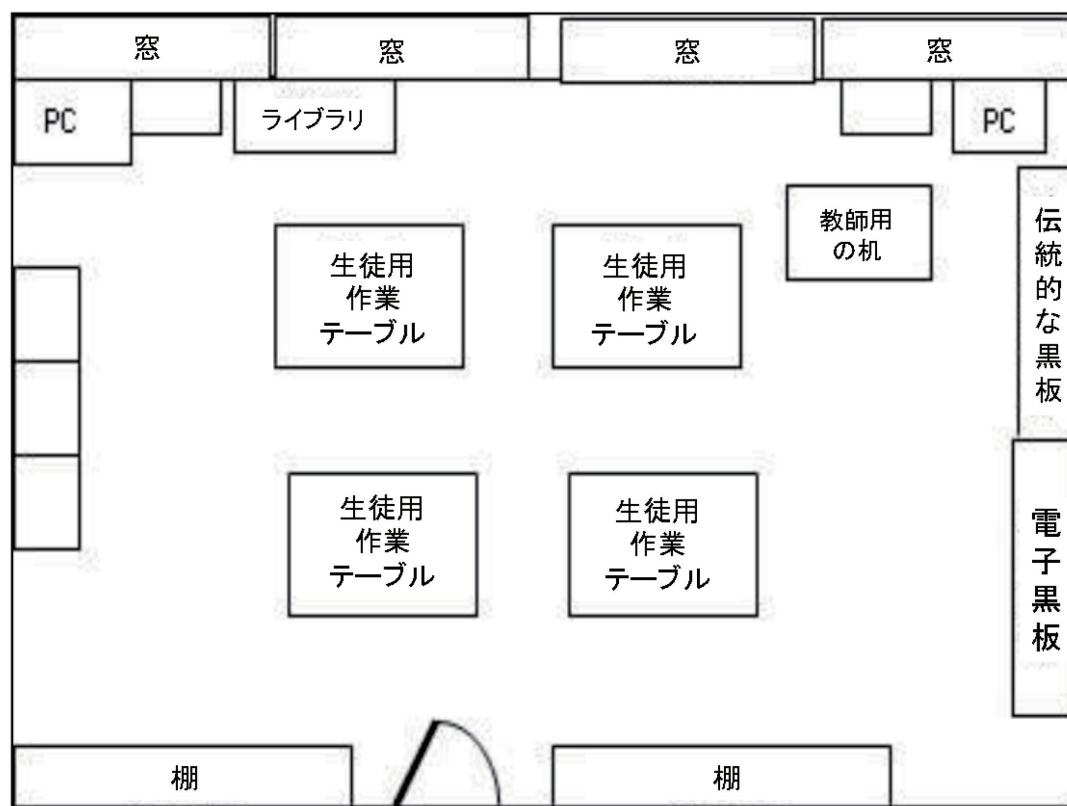 窓
窓
窓
窓
PC
ライブラリ
PC
教師用
の机
伝統的な黒板
生徒用
作業
テーブル
生徒用
作業
テーブル
生徒用
作業
テーブル
生徒用
作業
テーブル
電子黒板
棚
棚